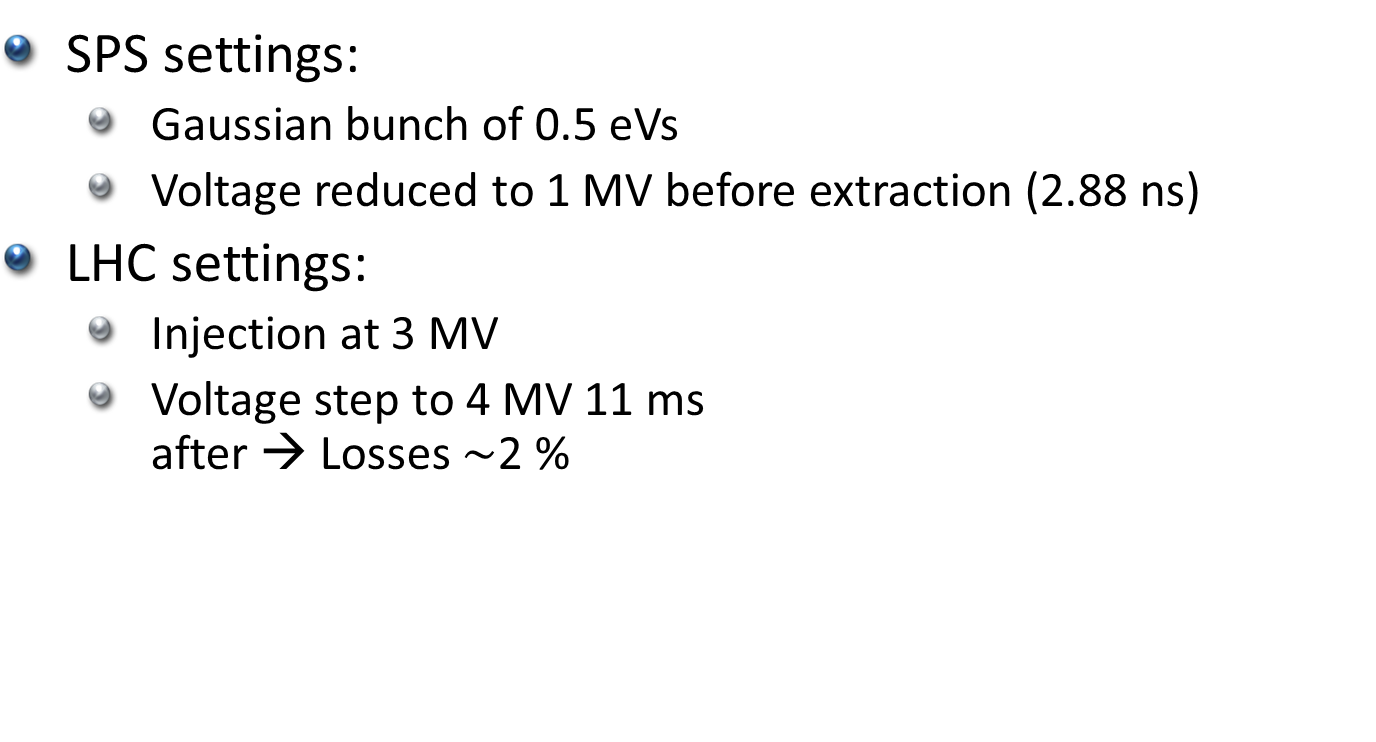 SPS settings:
Gaussian bunch of 0.5 eVs
Voltage reduced to 1 MV before extraction (2.88 ns)
LHC settings:
Injection at 3 MV
Voltage step to 4 MV 11 ms
after → Losses ~2 %